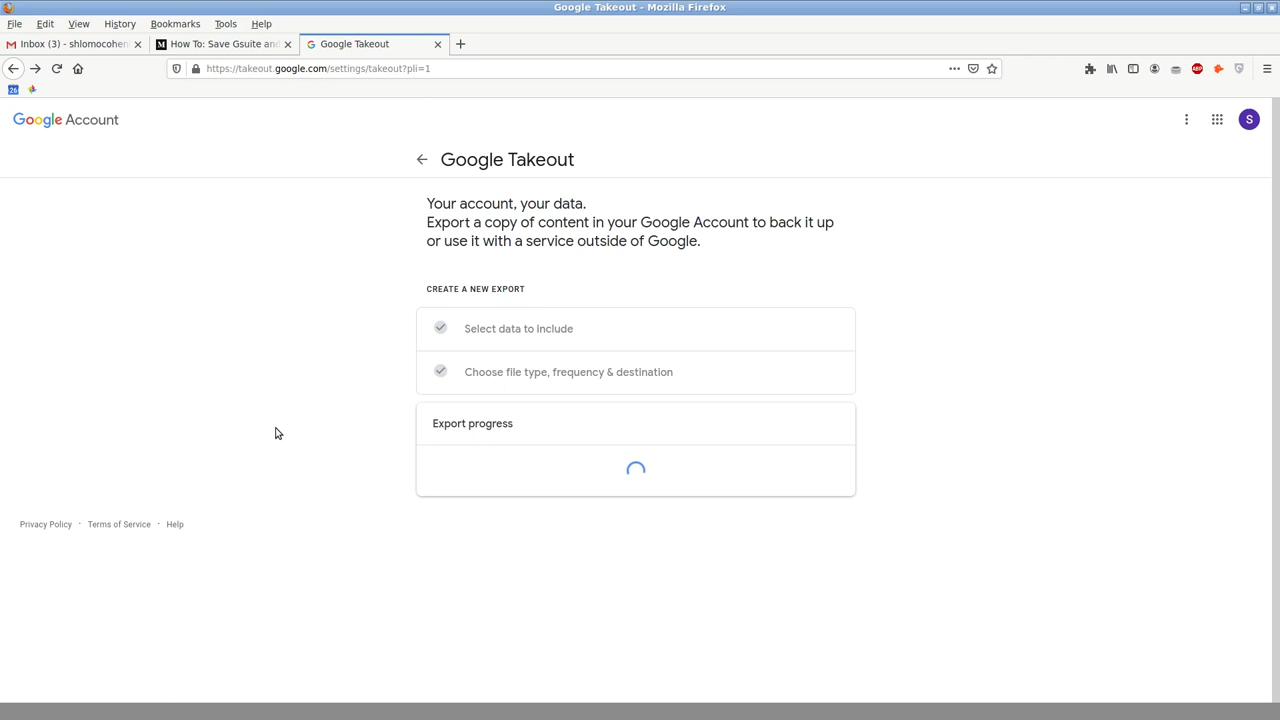 Google Takeout - Mozilla Firefox
File Edit View History Bookmarks Tools Help
Inbox (3) - shlomocohen
How To: Save Gsuite and
Google Takeout
https://takeout.google.com/settings/takeout?pli=1
ABP
26
Google Account
S
Google Takeout
Your account, your data.
Export a copy of content in your Google Account to back it up
or use it with a service outside of Google.
CREATE A NEW EXPORT
Select data to include
Choose file type, frequency & destination
Export progress
Privacy Policy · Terms of Service · Help